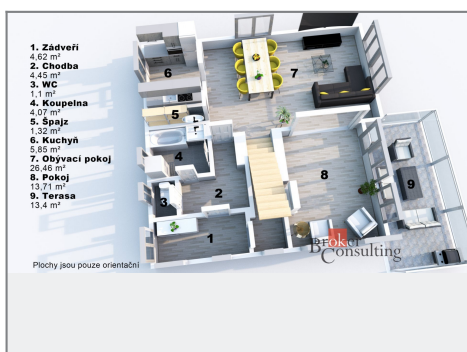 1. Zádveří
4,62 m²
2. Chodba
4,45 m²
3. WC
1,1 m²
4. Koupelna
4,07 m²
5. Špajz
1,32 m²
6. Kuchyň
5,85 m²
7. Obývací pokoj
26,46 m²
8. Pokoj
13,71 m²
9. Terasa
13,4 m²
6
7
5
4
8
9
3
2
1
Broker
Consulting
Plochy jsou pouze orientační